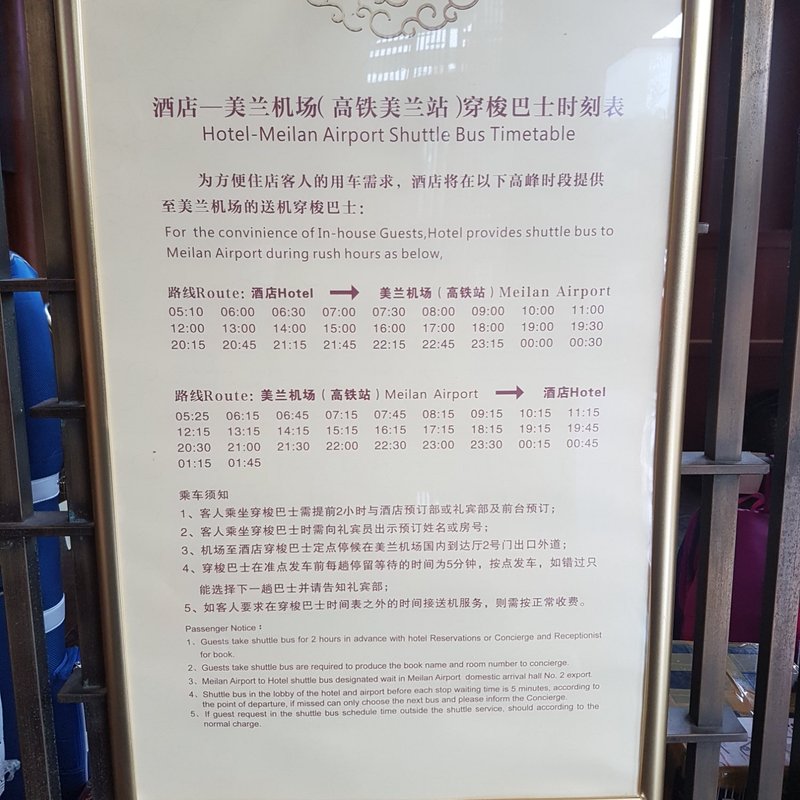 酒店—美兰机场(高铁美兰站)穿梭巴士时刻表
Hotel-Meilan Airport Shuttle Bus Timetable
为方便住店客人的用车需求，酒店将在以下高峰时段提供
至美兰机场的送机穿梭巴士：
For the convinience of In-house Guests,Hotel provides shuttle bus to
Meilan Airport during rush hours as below,
路线Route: 酒店Hotel → 美兰机场（高铁站）Meilan Airport
05:10 06:00 06:30 07:00 07:30 08:00 09:00 10:00 11:00
12:00 13:00 14:00 15:00 16:00 17:00 18:00 19:00 19:30
20:15 20:45 21:15 21:45 22:15 22:45 23:15 00:00 00:30
路线Route: 美兰机场（高铁站）Meilan Airport → 酒店Hotel
05:25 06:15 06:45 07:15 07:45 08:15 09:15 10:15 11:15
12:15 13:15 14:15 15:15 16:15 17:15 18:15 19:15 19:45
20:30 21:00 21:30 22:00 22:30 23:00 23:30 00:15 00:45
01:15 01:45
乘车须知
1、客人乘坐穿梭巴士需提前2小时与酒店预订部或礼宾部及前台预订；
2、客人乘坐穿梭巴士时需向礼宾员出示预订姓名或房号；
3、机场至酒店穿梭巴士定点停候在美兰机场国内到达厅2号门出口外道；
4、穿梭巴士在准点发车前每趟停留等待的时间为5分钟，按点发车，如错过只
能选择下一趟巴士并请告知礼宾部；
5、如客人要求在穿梭巴士时间表之外的时间接送机服务，则需按正常收费。
Passenger Notice：
1、Guests take shuttle bus for 2 hours in advance with hotel Reservations or Concierge and Receptionist
for book.
2、Guests take shuttle bus are required to produce the book name and room number to concierge.
3、Meilan Airport to Hotel shuttle bus designated wait in Meilan Airport domestic arrival hall No. 2 export.
4、Shuttle bus in the lobby of the hotel and airport before each stop waiting time is 5 minutes, according to
the point of departure, if missed can only choose the next bus and please inform the Concierge.
5、If guest request in the shuttle bus schedule time outside the shuttle service, should according to the
normal charge.